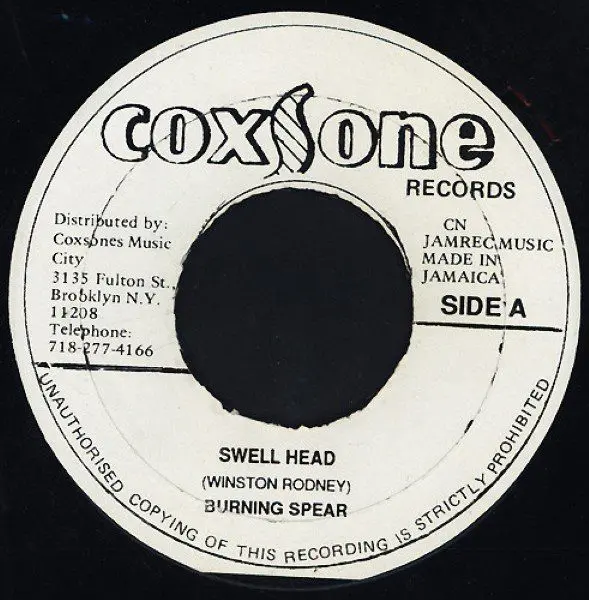 coxsone
RECORDS
Distributed by:
Coxsones Music
City
3135 Fulton St.,
Brooklyn N.Y.
11208
Telephone:
718-277-4166
CN
JAMREC,MUSIC
MADE IN
JAMAICA
SIDE A
SWELL HEAD
(WINSTON RODNEY)
BURNING SPEAR
UNAUTHORISED COPYING OF THIS RECORDING IS STRICTLY PROHIBITED